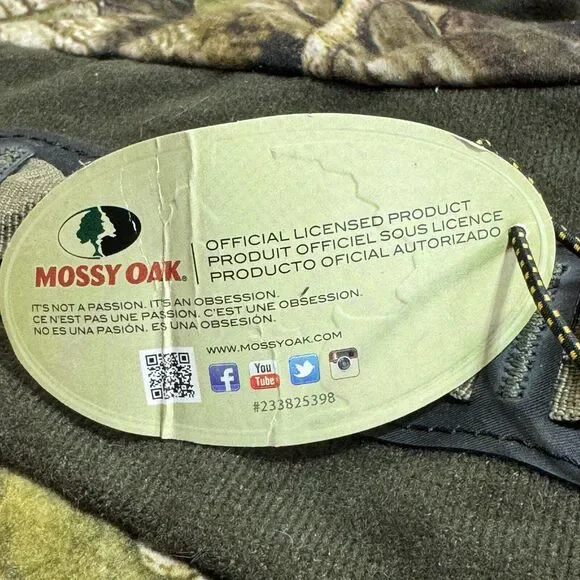 MOSSY OAK®
OFFICIAL LICENSED PRODUCT
PRODUIT OFFICIEL SOUS LICENCE
PRODUCTO OFICIAL AUTORIZADO
IT'S NOT A PASSION. IT'S AN OBSESSION.
CE N'EST PAS UNE PASSION. C'EST UNE OBSESSION.
NO ES UNA PASIÓN. ES UNA OBSESIÓN.
WWW.MOSSYOAK.COM
f
You
Tube
#233825398